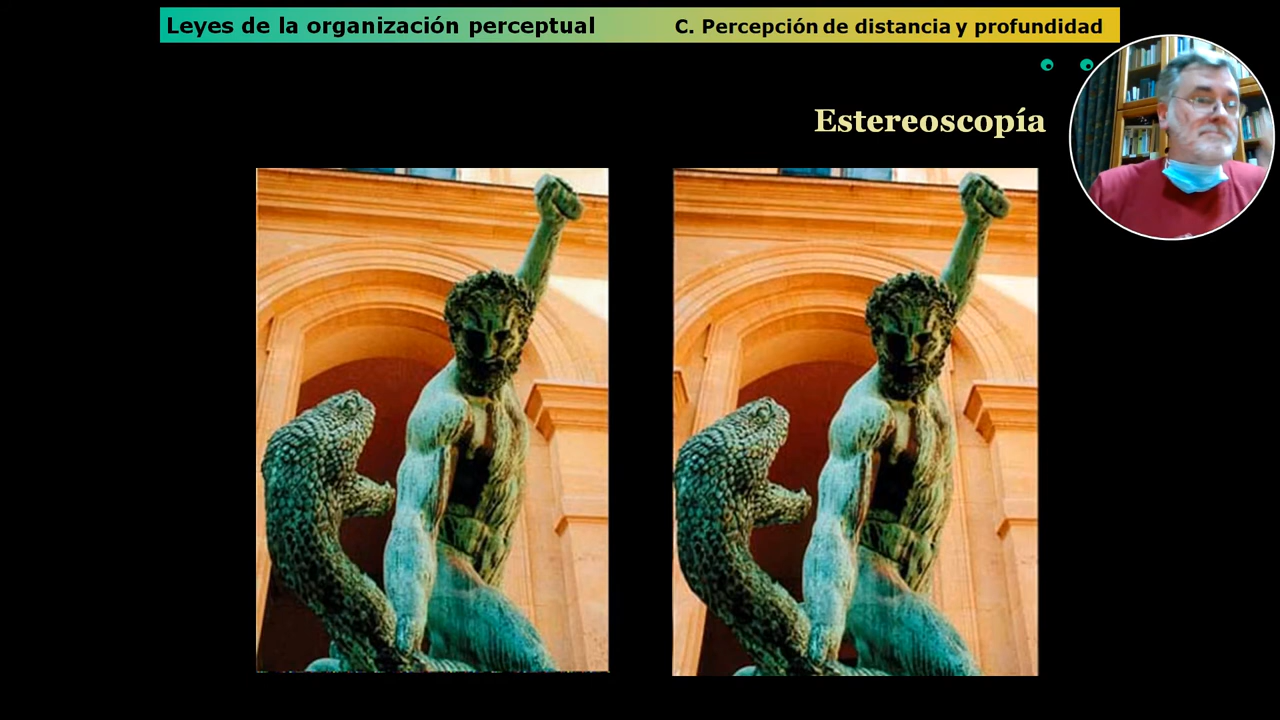 Leyes de la organización perceptual C. Percepción de distancia y profundidad
Estereoscopía